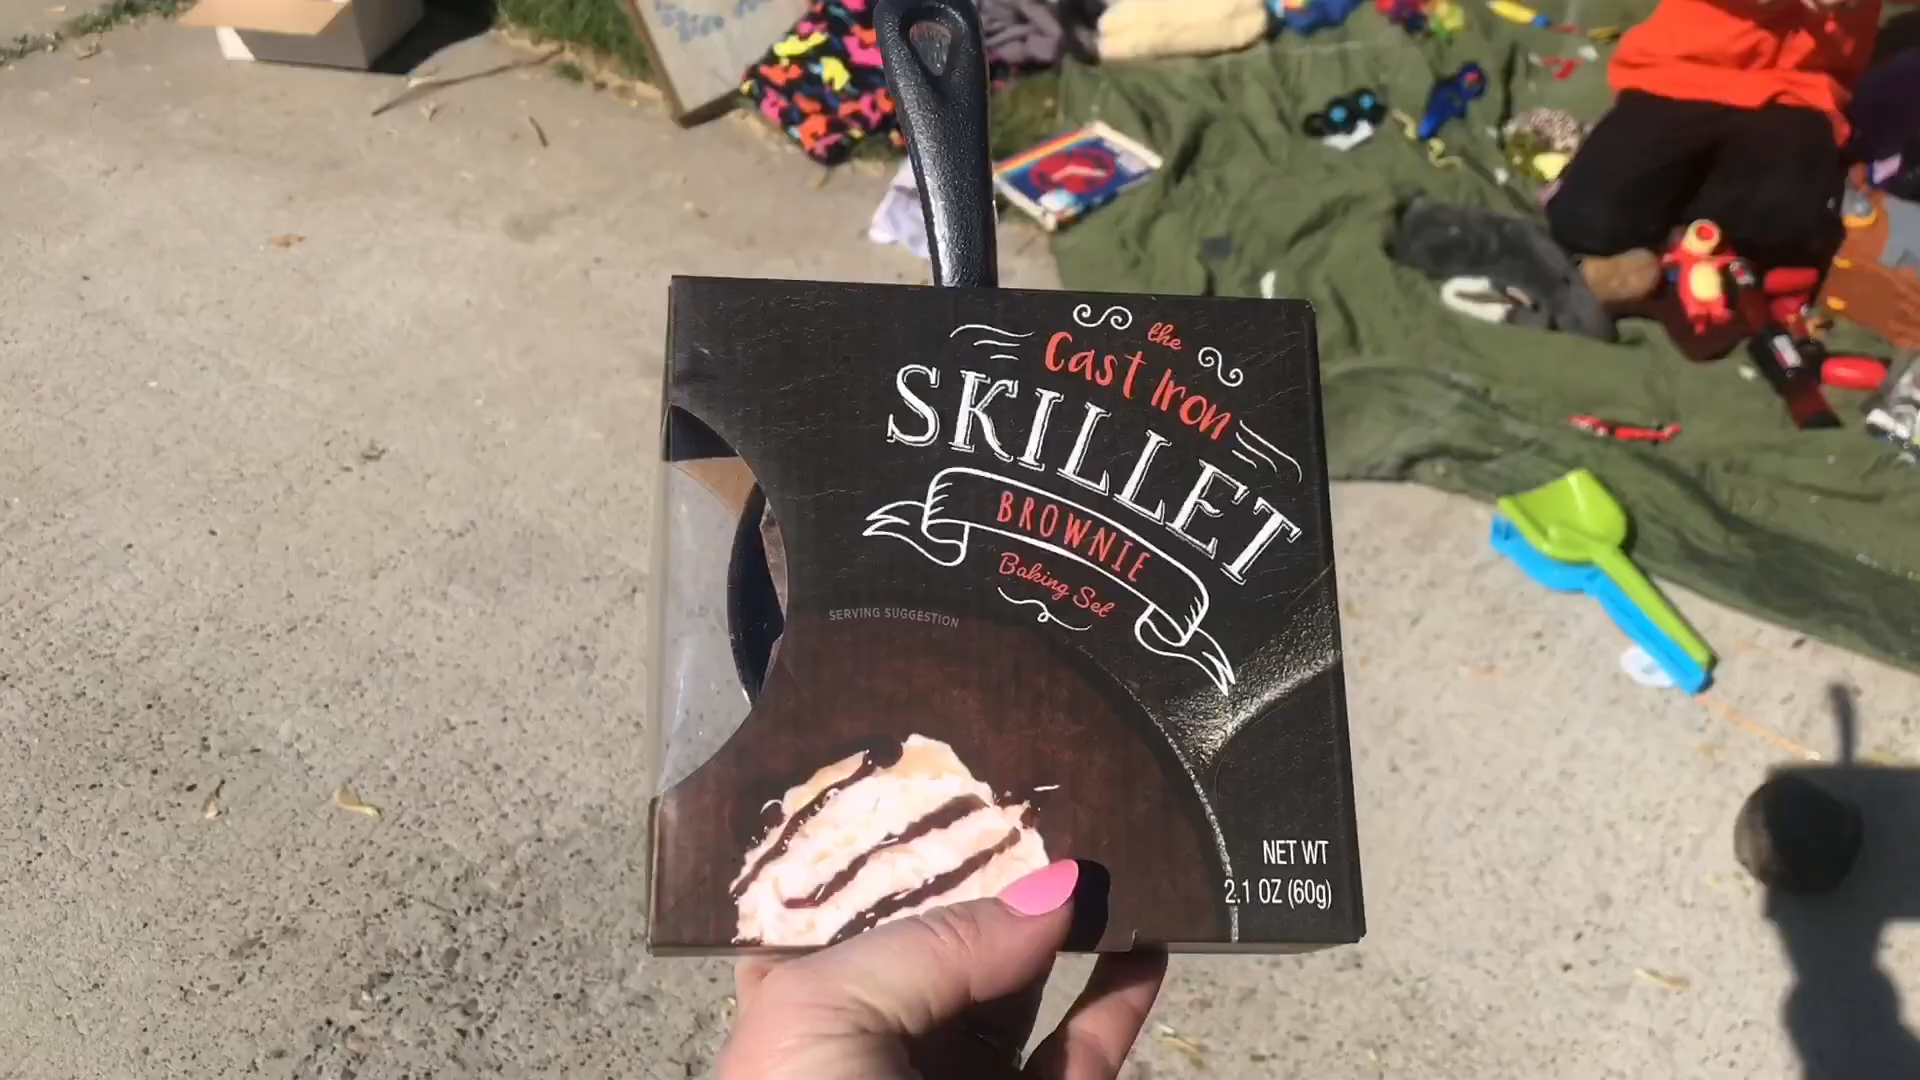 the
Cast Iron
SKILLET
BROWNIE
Baking Set
SERVING SUGGESTION
NET WT
2.1 OZ (60g)